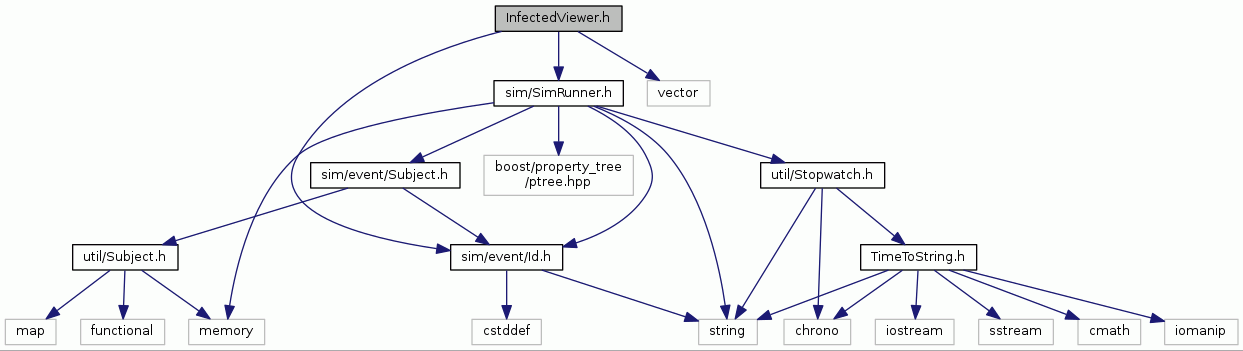 InfectedViewer.h
sim/SimRunner.h
vector
sim/event/Subject.h
boost/property_tree
/ptree.hpp
util/Stopwatch.h
util/Subject.h
sim/event/Id.h
TimeToString.h
map
functional
memory
cstddef
string
chrono
iostream
sstream
cmath
iomanip